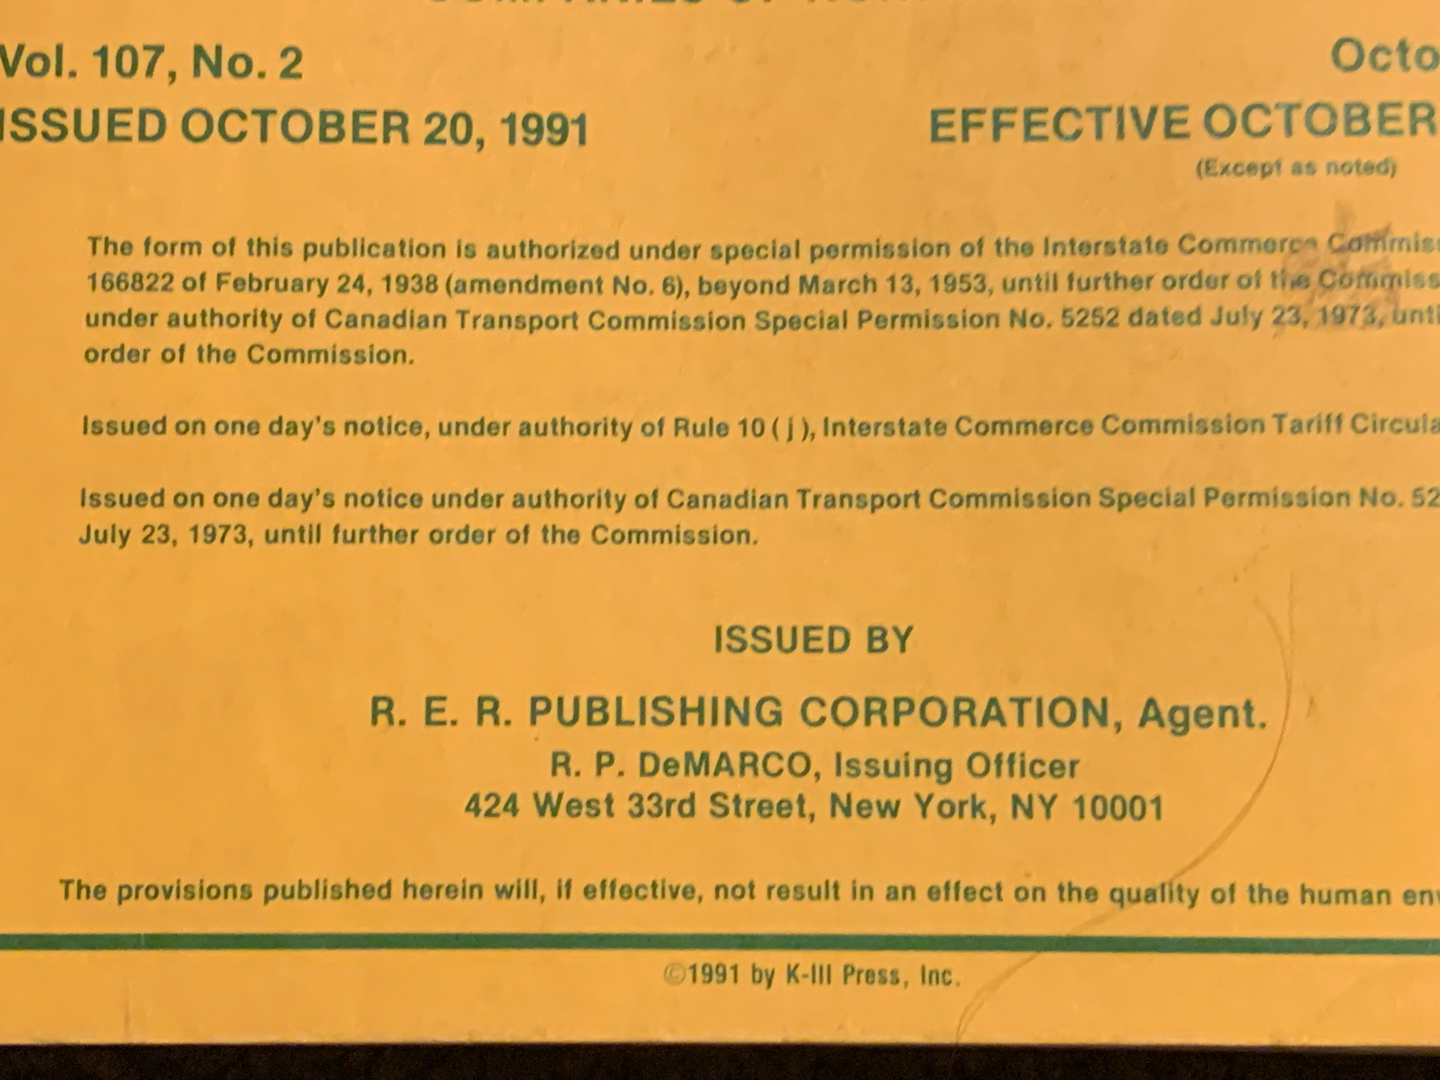 Vol. 107, No. 2
Octo
ISSUED OCTOBER 20, 1991
EFFECTIVE OCTOBER
(Except as noted)
The form of this publication is authorized under special permission of the Interstate Commerce Commis
166822 of February 24, 1938 (amendment No. 6), beyond March 13, 1953, until further order of the Commiss
under authority of Canadian Transport Commission Special Permission No. 5252 dated July 23, 1973, unti
order of the Commission.
Issued on one day's notice, under authority of Rule 10 ( j ), Interstate Commerce Commission Tariff Circula
Issued on one day's notice under authority of Canadian Transport Commission Special Permission No. 52
July 23, 1973, until further order of the Commission.
ISSUED BY
R. E. R. PUBLISHING CORPORATION, Agent.
R. P. DeMARCO, Issuing Officer
424 West 33rd Street, New York, NY 10001
The provisions published herein will, if effective, not result in an effect on the quality of the human env
©1991 by K-III Press, Inc.